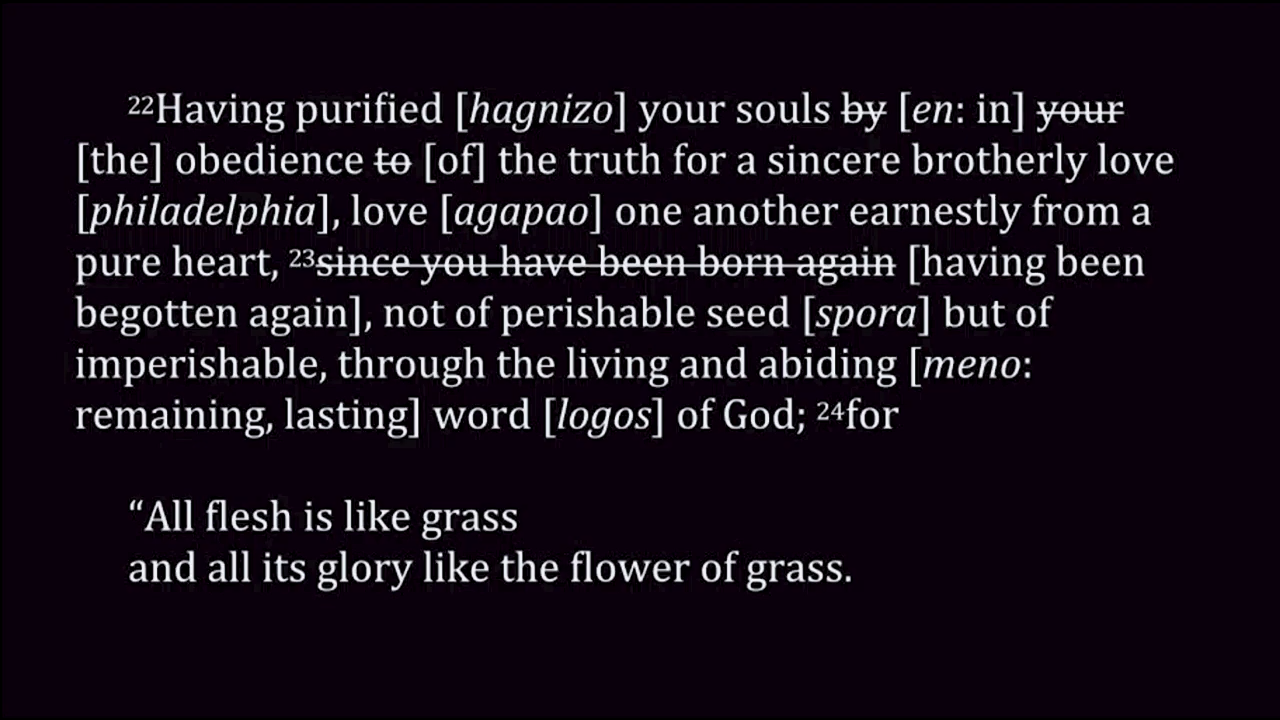 22Having purified [hagnizo] your souls by [en: in] your
[the] obedience to [of] the truth for a sincere brotherly love
[philadelphia], love [agapao] one another earnestly from a
pure heart, 23since you have been born again [having been
begotten again], not of perishable seed [spora] but of
imperishable, through the living and abiding [meno:
remaining, lasting] word [logos] of God; 24for
“All flesh is like grass
and all its glory like the flower of grass.